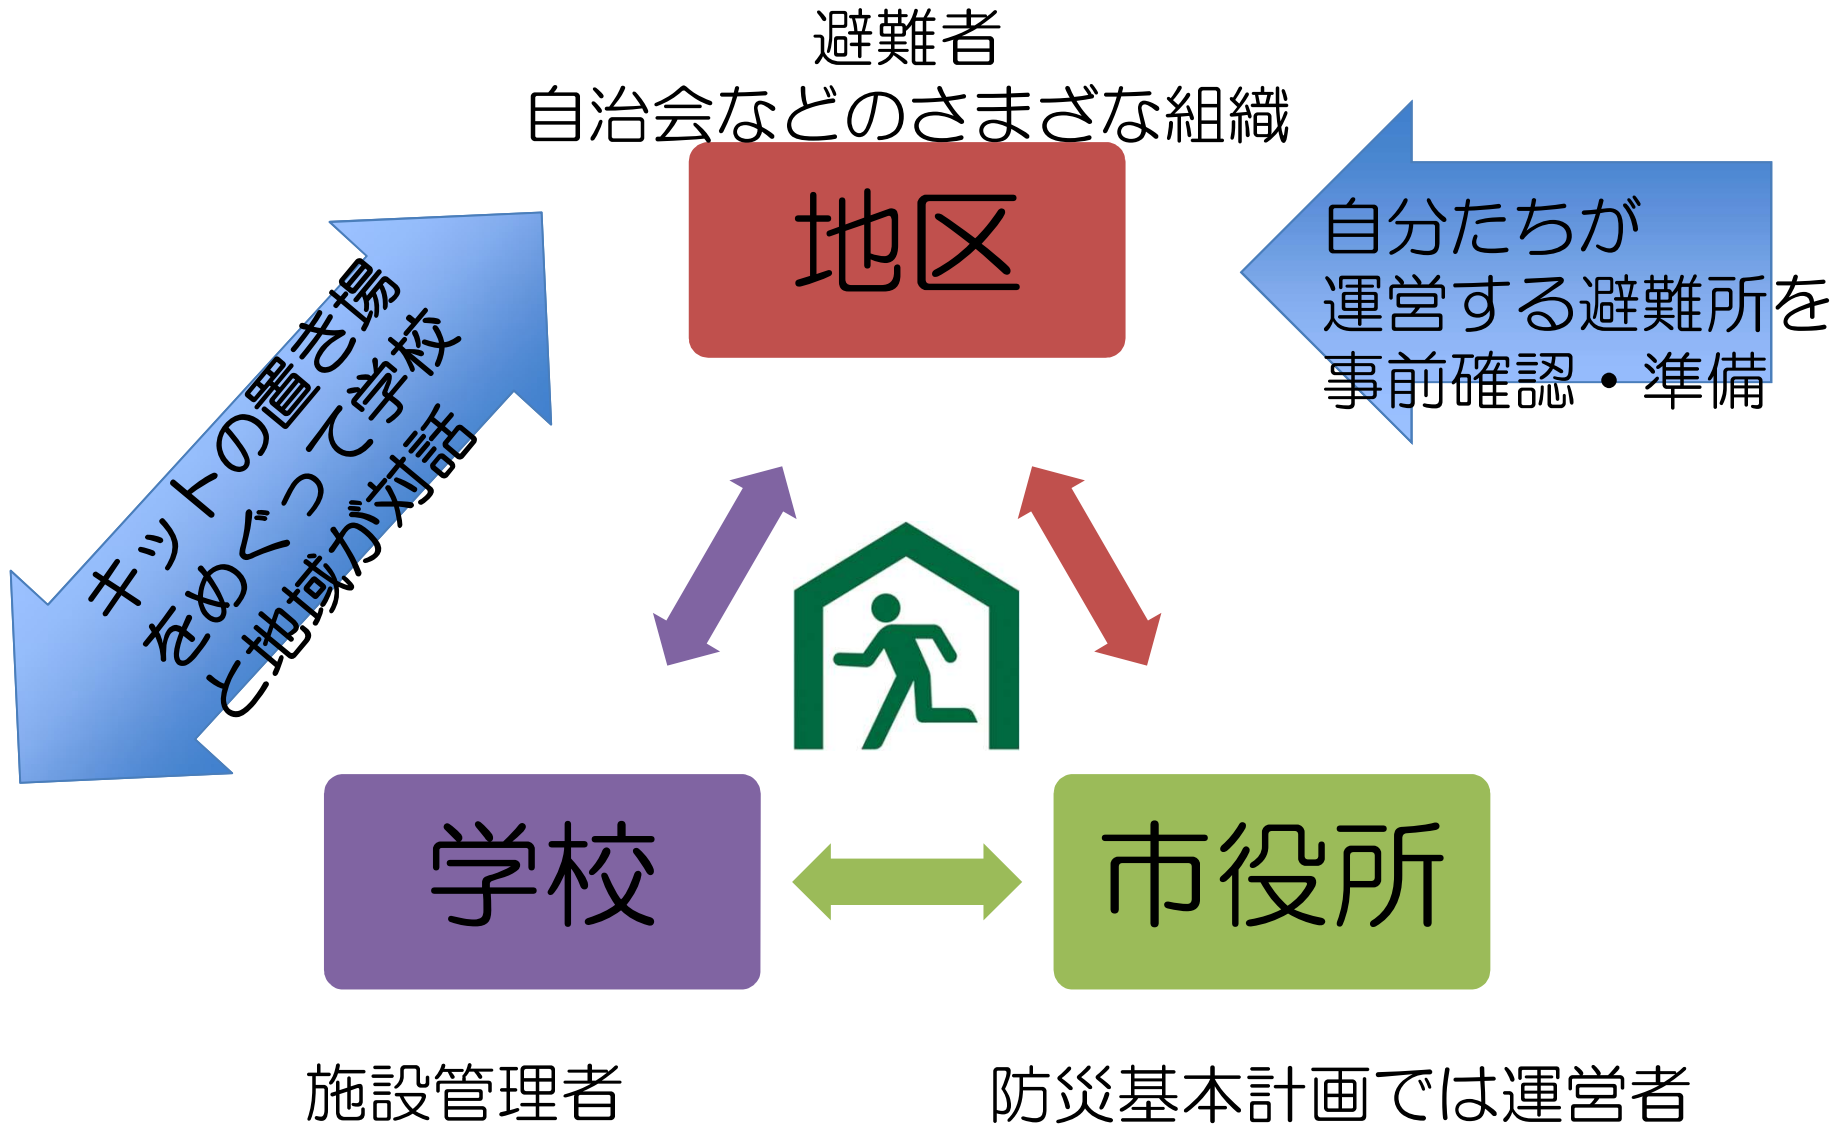 避難者
自治会などのさまざな組織
地区
自分たちが
運営する避難所を
事前確認・準備
キットの置き場
をめぐって学校
と地域が対話
学校
市役所
施設管理者
防災基本計画では運営者